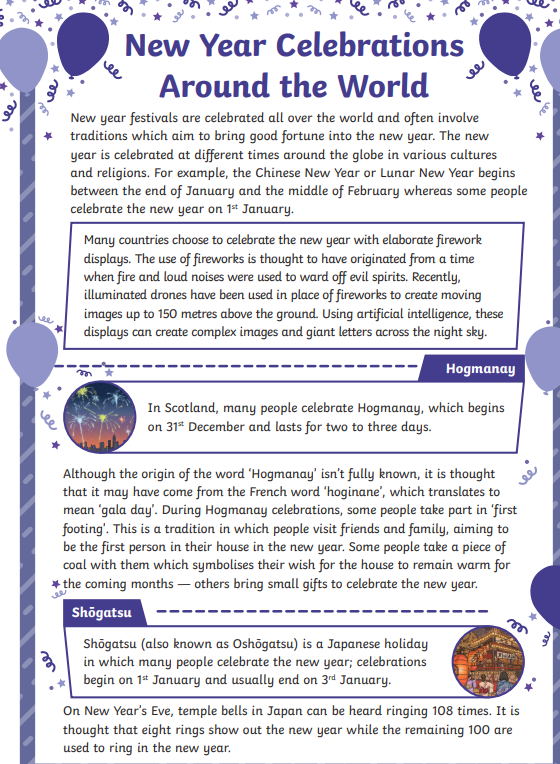 New Year Celebrations
Around the World
New year festivals are celebrated all over the world and often involve
traditions which aim to bring good fortune into the new year. The new
year is celebrated at different times around the globe in various cultures
and religions. For example, the Chinese New Year or Lunar New Year begins
between the end of January and the middle of February whereas some people
celebrate the new year on 1st January.
Many countries choose to celebrate the new year with elaborate firework
displays. The use of fireworks is thought to have originated from a time
when fire and loud noises were used to ward off evil spirits. Recently,
illuminated drones have been used in place of fireworks to create moving
images up to 150 metres above the ground. Using artificial intelligence, these
displays can create complex images and giant letters across the night sky.
Hogmanay
In Scotland, many people celebrate Hogmanay, which begins
on 31st December and lasts for two to three days.
Although the origin of the word ‘Hogmanay’ isn’t fully known, it is thought
that it may have come from the French word ‘hoginane’, which translates to
mean ‘gala day’. During Hogmanay celebrations, some people take part in ‘first
footing’. This is a tradition in which people visit friends and family, aiming to
be the first person in their house in the new year. Some people take a piece of
coal with them which symbolises their wish for the house to remain warm for
the coming months — others bring small gifts to celebrate the new year.
Shōgatsu
Shōgatsu (also known as Oshōgatsu) is a Japanese holiday
in which many people celebrate the new year; celebrations
begin on 1st January and usually end on 3rd January.
On New Year’s Eve, temple bells in Japan can be heard ringing 108 times. It is
thought that eight rings show out the new year while the remaining 100 are
used to ring in the new year.